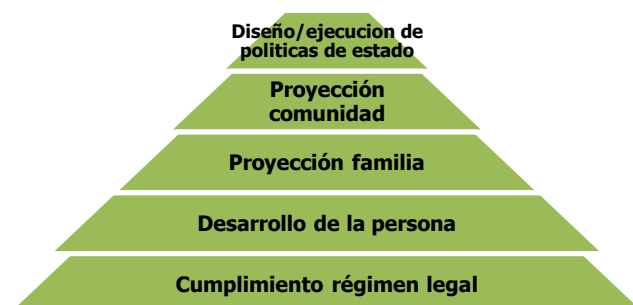 Diseño/ejecucion de
politicas de estado
Proyección
comunidad
Proyección familia
Desarrollo de la persona
Cumplimiento régimen legal